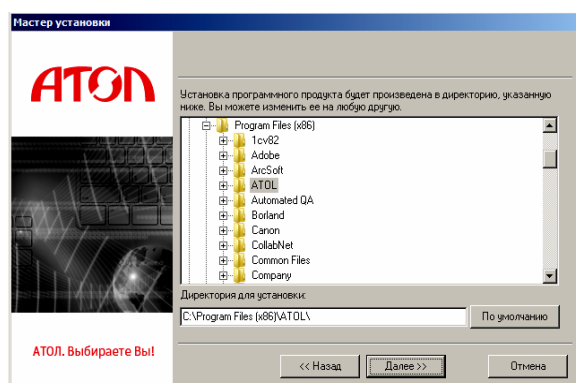 Мастер установки
АТОЛ
Установка программного продукта будет произведена в директорию, указанную
ниже. Вы можете изменить ее на любую другую.
Program Files (x86)
1cv82
Adobe
ArcSoft
ATOL
Automated QA
Borland
Canon
CollabNet
Common Files
Company
Директория для установки:
C:\Program Files (x86)\ATOL\
По умолчанию
АТОЛ. Выбираете Вы!
<< Назад
Далее >>
Отмена